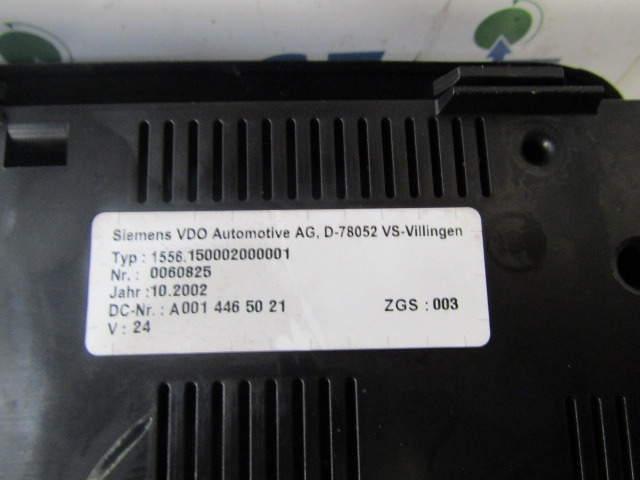 Siemens VDO Automotive AG, D-78052 VS-Villingen
Typ : 1556.150002000001
Nr. : 0060825
Jahr :10.2002
DC-Nr. : A 001 446 50 21 ZGS : 003
V : 24